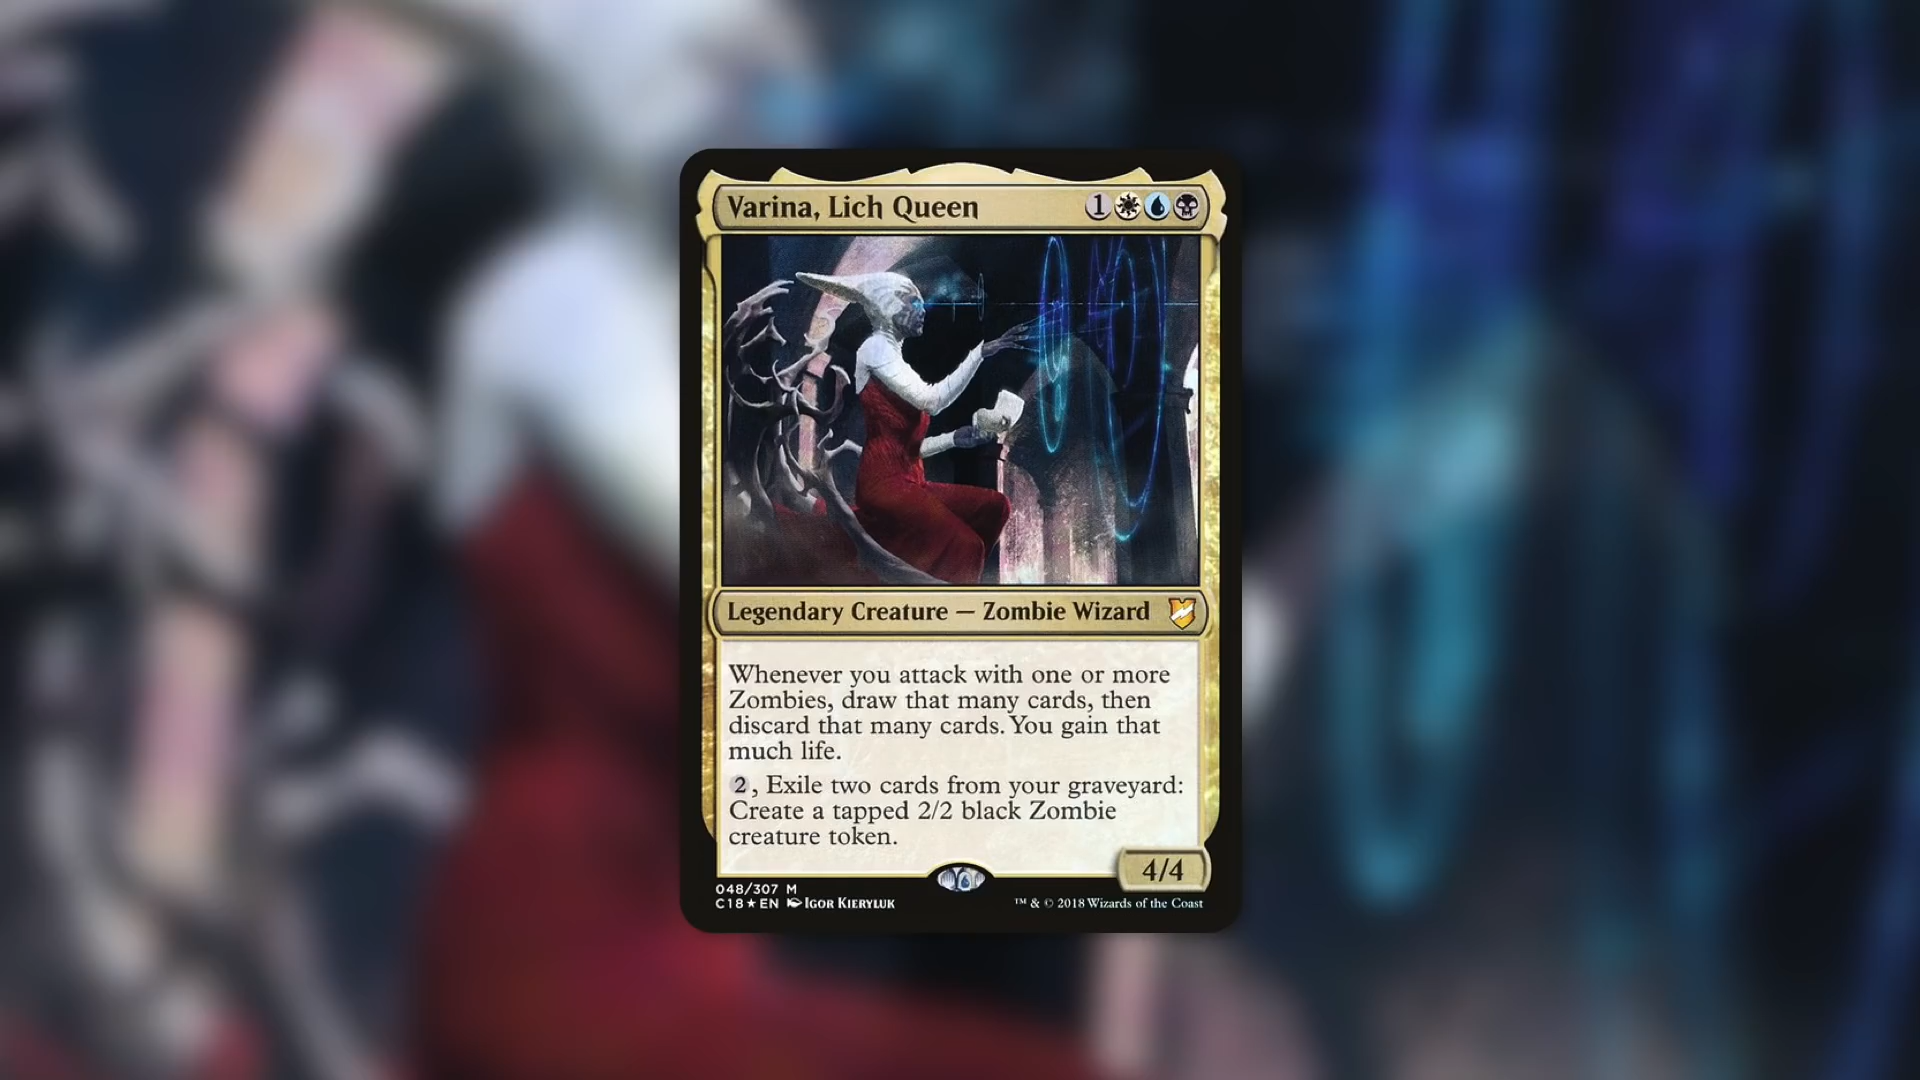 Varina, Lich Queen 1
Legendary Creature — Zombie Wizard
Whenever you attack with one or more
Zombies, draw that many cards, then
discard that many cards. You gain that
much life.
2, Exile two cards from your graveyard:
Create a tapped 2/2 black Zombie
creature token.
4/4
048/307 M
C18★EN Igor Kieryluk
™ & © 2018 Wizards of the Coast